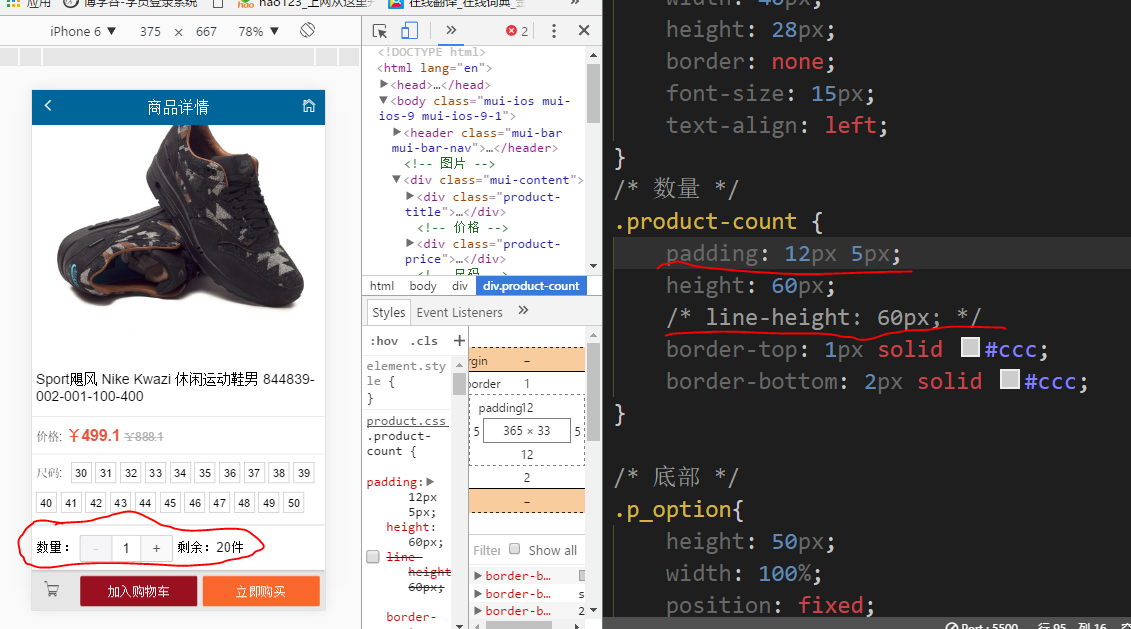 应用
博学谷-学员登录系统
hao123_上网从这里
在线翻译_在线词典_
»
iPhone 6 ▼ 375 × 667 78% ▼
» 2
商品详情
Sport飓风 Nike Kwazi 休闲运动鞋男 844839-
002-001-100-400
价格: ￥499.1 ￥888.1
尺码: 30 31 32 33 34 35 36 37 38 39
40 41 42 43 44 45 46 47 48 49 50
数量： - 1 + 剩余：20件
加入购物车 立即购买
<!DOCTYPE html>
<html lang="en">
▶<head>…</head>
▼<body class="mui-ios mui-
ios-9 mui-ios-9-1">
▶<header class="mui-bar
mui-bar-nav">…</header>
<!-- 图片 -->
▼<div class="mui-content">
▶<div class="product-
title">…</div>
<!-- 价格 -->
▶<div class="product-
price">…</div>
<!-- 尺码 -->
html body div div.product-count
Styles Event Listeners »
:hov .cls +
element.sty
le {
}
product.css
.product-
count {
padding:▶
12px
5px;
height:
60px;
line-
height:
60px;
border-
rgin –
border 1
padding12
5 365 × 33 5
12
2
–
Filter Show all
▶border-b…
▶border-b… s
▶border-b… 2
height: 28px;
border: none;
font-size: 15px;
text-align: left;
}
/* 数量 */
.product-count {
padding: 12px 5px;
height: 60px;
/* line-height: 60px; */
border-top: 1px solid #ccc;
border-bottom: 2px solid #ccc;
}
/* 底部 */
.p_option{
height: 50px;
width: 100%;
position: fixed;
Port : 5500 行 95，列 16